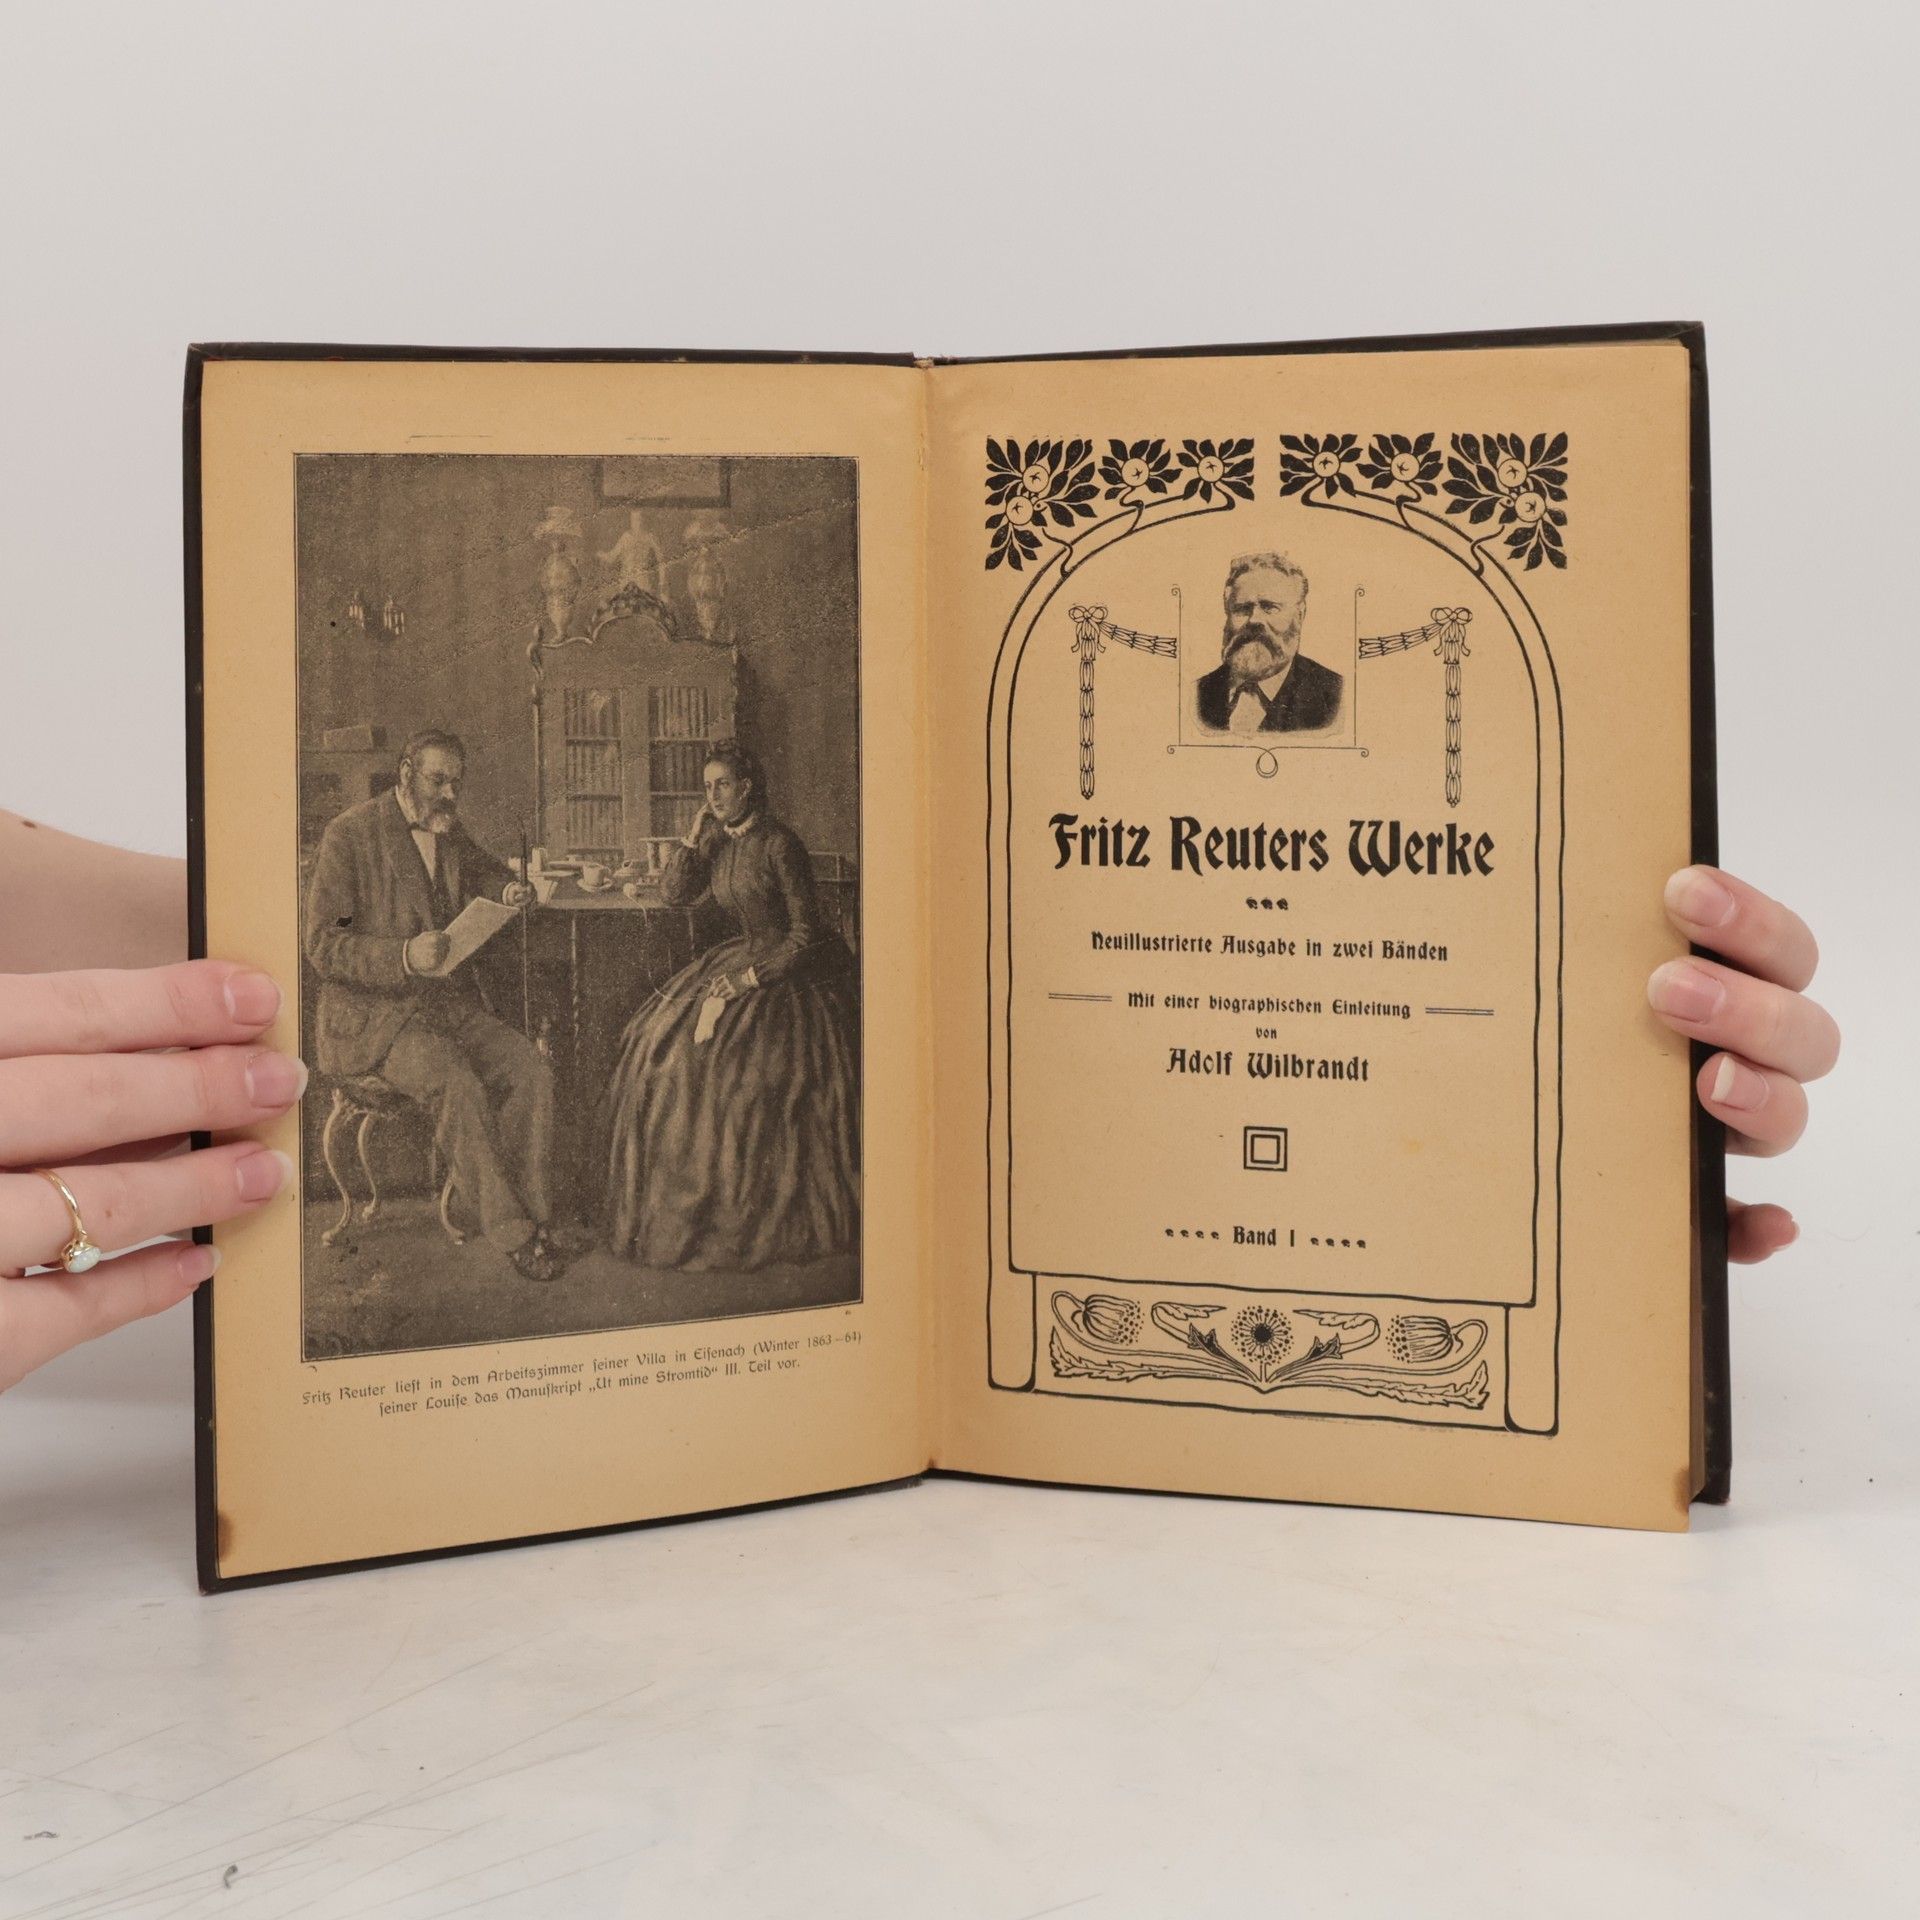 Fritz Reuter lieſt in dem Arbeitszimmer ſeiner Villa in Eiſenach (Winter 1863–64)
ſeiner Louiſe das Manuſkript „Ut mine Stromtid“ III. Teil vor.
Fritz Reuters Werke
Neuillustrierte Ausgabe in zwei Bänden
Mit einer biographischen Einleitung
von
Adolf Wilbrandt
Band I